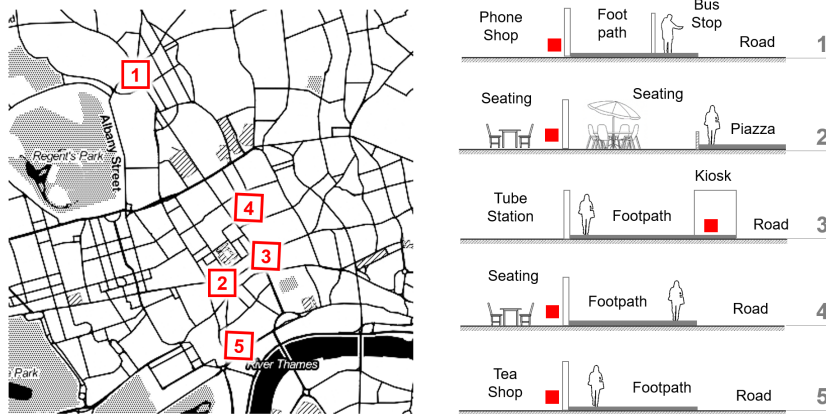 1
Albany Street
Regent's Park
4
3
2
5
River Thames
Park
Phone
Shop
Foot
path
Bus
Stop
Road
1
Seating
Seating
Piazza
2
Tube
Station
Footpath
Kiosk
Road
3
Seating
Footpath
Road
4
Tea
Shop
Footpath
Road
5